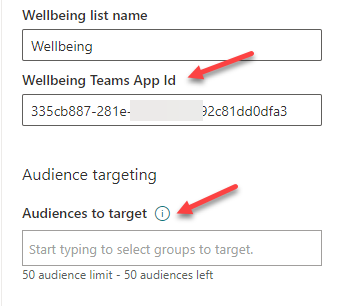 Wellbeing list name
Wellbeing
Wellbeing Teams App Id
335cb887-281e- 92c81dd0dfa3
Audience targeting
Audiences to target
Start typing to select groups to target.
50 audience limit - 50 audiences left